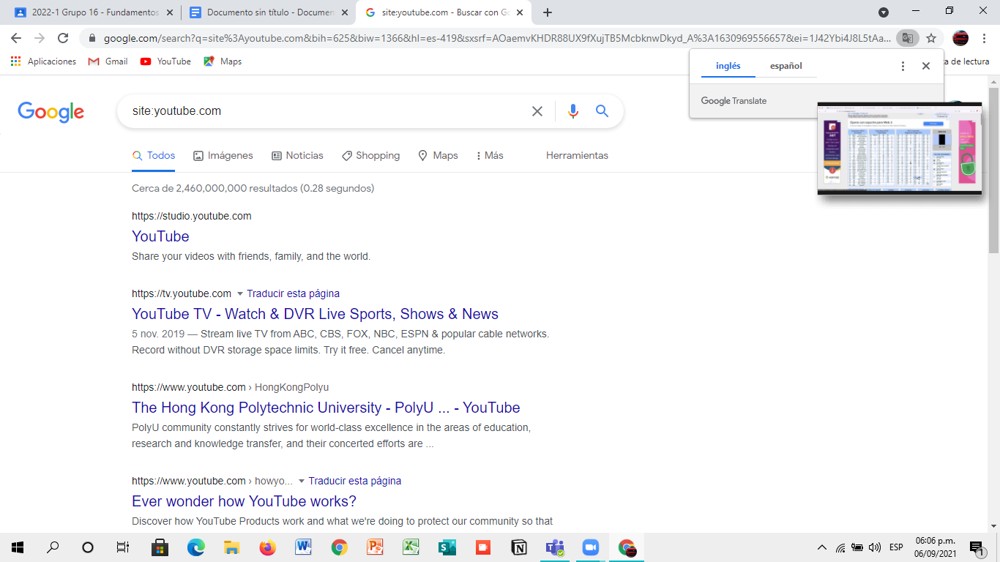 2022-1 Grupo 16 - Fundamentos
Documento sin título - Documen
site:youtube.com - Buscar con Go
google.com/search?q=site%3Ayoutube.com&bih=625&biw=1366&hl=es-419&sxsrf=AOaemvKHDR88UX9fXujTB5McbknwDkyd_A%3A1630969556657&ei=1J42Ybi4J8L5tAa...
Aplicaciones
Gmail
YouTube
Maps
ta de lectura
inglés
español
Google Translate
Opera con soporte para Web 3
Google
site:youtube.com
Todos
Imágenes
Noticias
Shopping
Maps
Más
Herramientas
Cerca de 2,460,000,000 resultados (0.28 segundos)
https://studio.youtube.com
YouTube
Share your videos with friends, family, and the world.
https://tv.youtube.com Traducir esta página
YouTube TV - Watch & DVR Live Sports, Shows & News
5 nov. 2019 — Stream live TV from ABC, CBS, FOX, NBC, ESPN & popular cable networks.
Record without DVR storage space limits. Try it free. Cancel anytime.
https://www.youtube.com › HongKongPolyu
The Hong Kong Polytechnic University - PolyU ... - YouTube
PolyU community constantly strives for world-class excellence in the areas of education,
research and knowledge transfer, and their concerted efforts are ...
https://www.youtube.com › howyo... Traducir esta página
Ever wonder how YouTube works?
Discover how YouTube Products work and what we're doing to protect our community so that
ESP
06:06 p.m.
06/09/2021
1